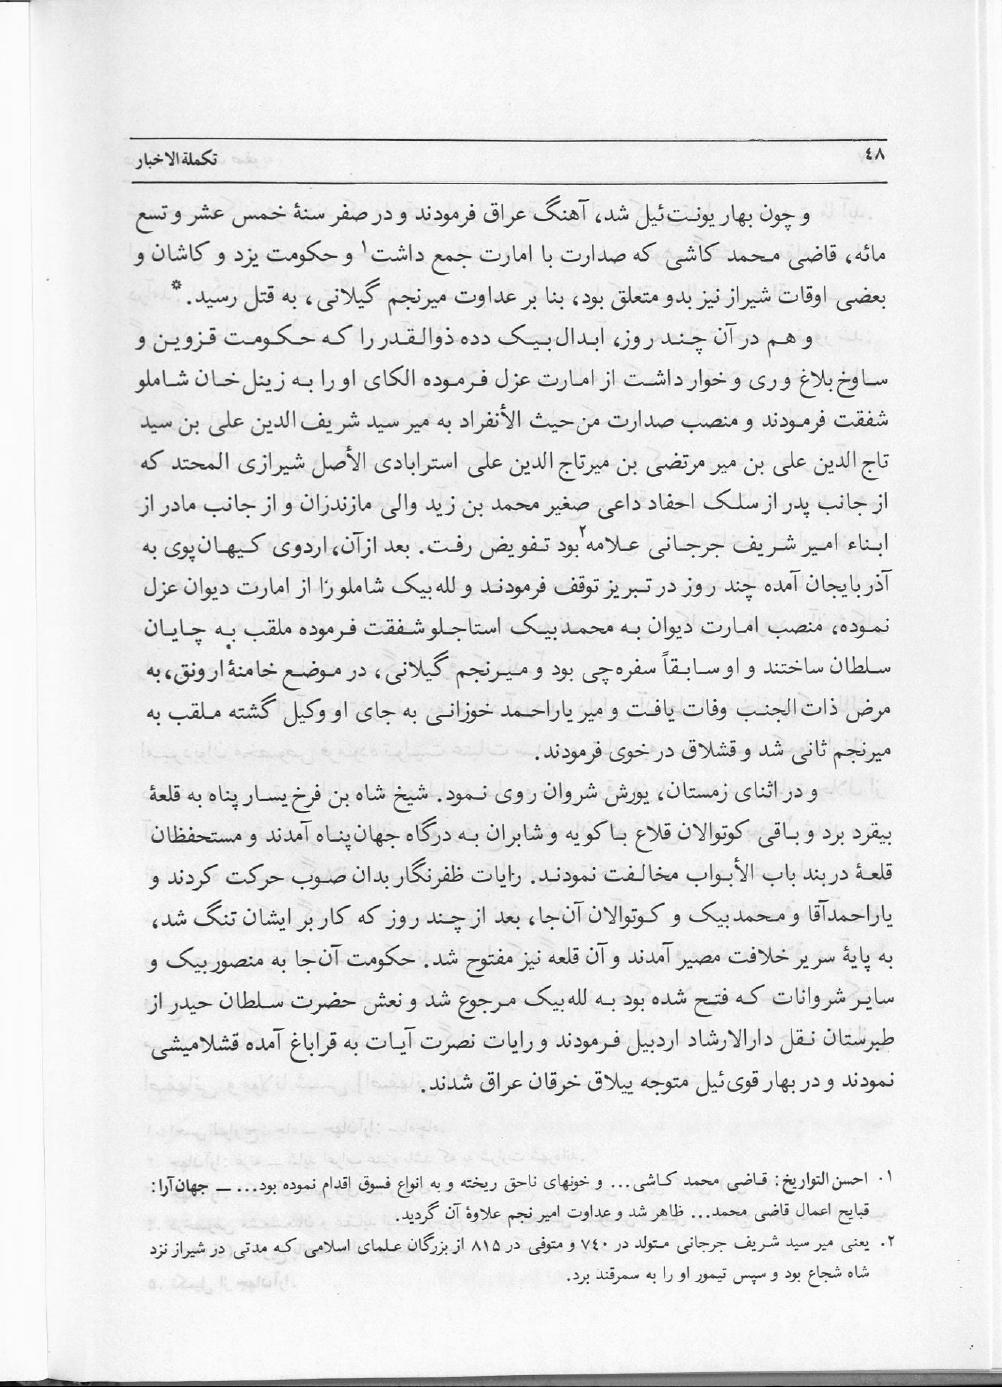 ٤٨
تکملة الاخبار
و چون بهار یونت‌ئیل شد، آهنگ عراق فرمودند و در صفر سنهٔ خمس عشر و تسع
مائه، قاضی محمد کاشی که صدارت با امارت جمع داشت۱ و حکومت یزد و کاشان و
بعضی اوقات شیراز نیز بدو متعلق بود، بنا بر عداوت میرنجم گیلانی، به قتل رسید.*
و هم در آن چند روز، ابدال‌بیک دده ذوالقدر را که حکومت قزوین و
ساوخ‌بلاغ و ری و خوار داشت از امارت عزل فرموده الکای او را به زینل‌خان شاملو
شفقت فرمودند و منصب صدارت من‌حیث الأنفراد به میر سید شریف الدین علی بن سید
تاج الدین علی بن میر مرتضی بن میرتاج الدین علی استرابادی الأصل شیرازی المحتد که
از جانب پدر از سلک احفاد داعی صغیر محمد بن زید والی مازندران و از جانب مادر از
ابناء امیر شریف جرجانی علامه۲ بود تفویض رفت. بعد ازآن، اردوی کیهان‌پوی به
آذربایجان آمده چند روز در تبریز توقف فرمودند و لله‌بیک شاملو را از امارت دیوان عزل
نموده، منصب امارت دیوان به محمدبیک استاجلو شفقت فرموده ملقب به چایان
سلطان ساختند و او سابقاً سفره‌چی بود و میرنجم گیلانی، در موضع خامنهٔ ارونق، به
مرض ذات الجنب وفات یافت و میر یاراحمد خوزانی به جای او وکیل گشته ملقب به
میرنجم ثانی شد و قشلاق در خوی فرمودند.
و در اثنای زمستان، یورش شروان روی نمود. شیخ شاه بن فرخ یسار پناه به قلعهٔ
بیقرد برد و باقی کوتوالان قلاع باکویه و شابران به درگاه جهان‌پناه آمدند و مستحفظان
قلعهٔ دربند باب الأبواب مخالفت نمودند. رایات ظفرنگار بدان صوب حرکت کردند و
یاراحمدآقا و محمدبیک و کوتوالان آن‌جا، بعد از چند روز که کار بر ایشان تنگ شد،
به پایهٔ سریر خلافت مصیر آمدند و آن قلعه نیز مفتوح شد. حکومت آن‌جا به منصوربیک و
سایر شروانات که فتح شده بود به لله‌بیک مرجوع شد و نعش حضرت سلطان حیدر از
طبرستان نقل دارالارشاد اردبیل فرمودند و رایات نصرت آیات به قراباغ آمده قشلامیشی
نمودند و در بهار قوی‌ئیل متوجه ییلاق خرقان عراق شدند.
۱. احسن التواریخ: قاضی محمد کاشی... و خونهای ناحق ریخته و به انواع فسوق اقدام نموده بود... — جهان‌آرا:
قبایح اعمال قاضی محمد... ظاهر شد و عداوت امیر نجم علاوهٔ آن گردید.
۲. یعنی میر سید شریف جرجانی متولد در ۷٤۰ و متوفی در ۸۱۵ از بزرگان علمای اسلامی که مدتی در شیراز نزد
شاه شجاع بود و سپس تیمور او را به سمرقند برد.